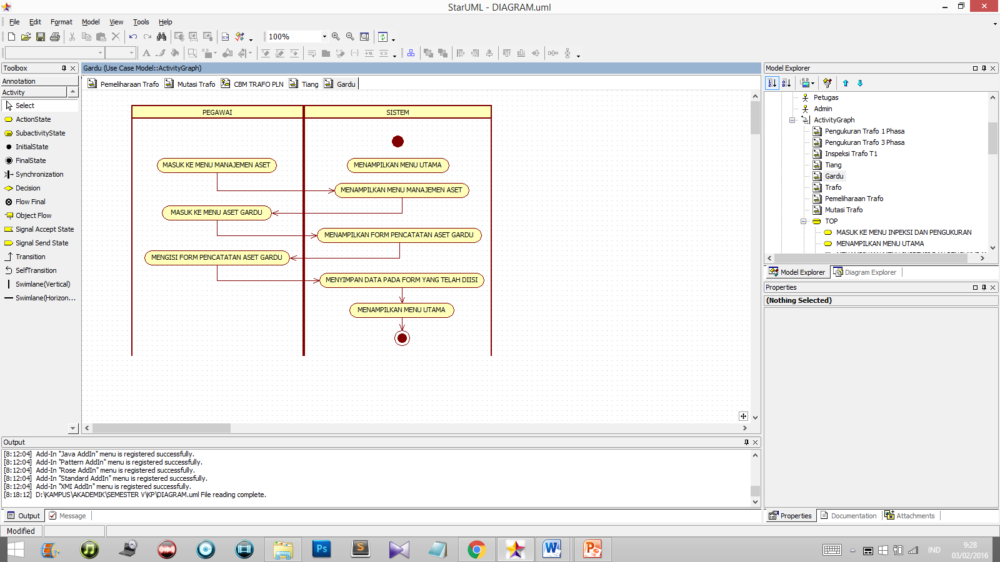 StarUML - DIAGRAM.uml
File Edit Format Model View Tools Help
100%
Toolbox
Annotation
Activity
Select
ActionState
SubactivityState
InitialState
FinalState
Synchronization
Decision
Flow Final
Object Flow
Signal Accept State
Signal Send State
Transition
SelfTransition
Swimlane(Vertical)
Swimlane(Horizon...
Gardu (Use Case Model::ActivityGraph)
Pemeliharaan Trafo Mutasi Trafo CBM TRAFO PLN Tiang Gardu
PEGAWAI SISTEM
MASUK KE MENU MANAJEMEN ASET MENAMPILKAN MENU UTAMA
MENAMPILKAN MENU MANAJEMEN ASET
MASUK KE MENU ASET GARDU
MENAMPILKAN FORM PENCATATAN ASET GARDU
MENGISI FORM PENCATATAN ASET GARDU
MENYIMPAN DATA PADA FORM YANG TELAH DIISI
MENAMPILKAN MENU UTAMA
Model Explorer
Petugas
Admin
ActivityGraph
Pengukuran Trafo 1 Phasa
Pengukuran Trafo 3 Phasa
Inspeksi Trafo T1
Tiang
Gardu
Trafo
Pemeliharaan Trafo
Mutasi Trafo
TOP
MASUK KE MENU INPEKSI DAN PENGUKURAN
MENAMPILKAN MENU UTAMA
Model Explorer Diagram Explorer
Properties
(Nothing Selected)
Properties Documentation Attachments
Output
[8:12:04] Add-In "Java AddIn" menu is registered successfully.
[8:12:04] Add-In "Pattern AddIn" menu is registered successfully.
[8:12:04] Add-In "Rose AddIn" menu is registered successfully.
[8:12:04] Add-In "Standard AddIn" menu is registered successfully.
[8:12:04] Add-In "XMI AddIn" menu is registered successfully.
[8:18:12] D:\KAMPUS\AKADEMIK\SEMESTER V\KP\DIAGRAM.uml File reading complete.
Output Message
Modified
Ps
S
W
P
IND
9:28
03/02/2016